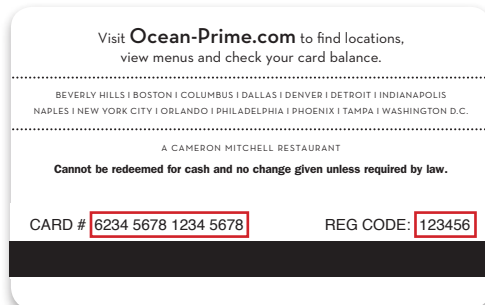 Visit Ocean-Prime.com to find locations,
view menus and check your card balance.
BEVERLY HILLS I BOSTON I COLUMBUS I DALLAS I DENVER I DETROIT I INDIANAPOLIS
NAPLES I NEW YORK CITY I ORLANDO I PHILADELPHIA I PHOENIX I TAMPA I WASHINGTON D.C.
A CAMERON MITCHELL RESTAURANT
Cannot be redeemed for cash and no change given unless required by law.
CARD # 6234 5678 1234 5678 REG CODE: 123456